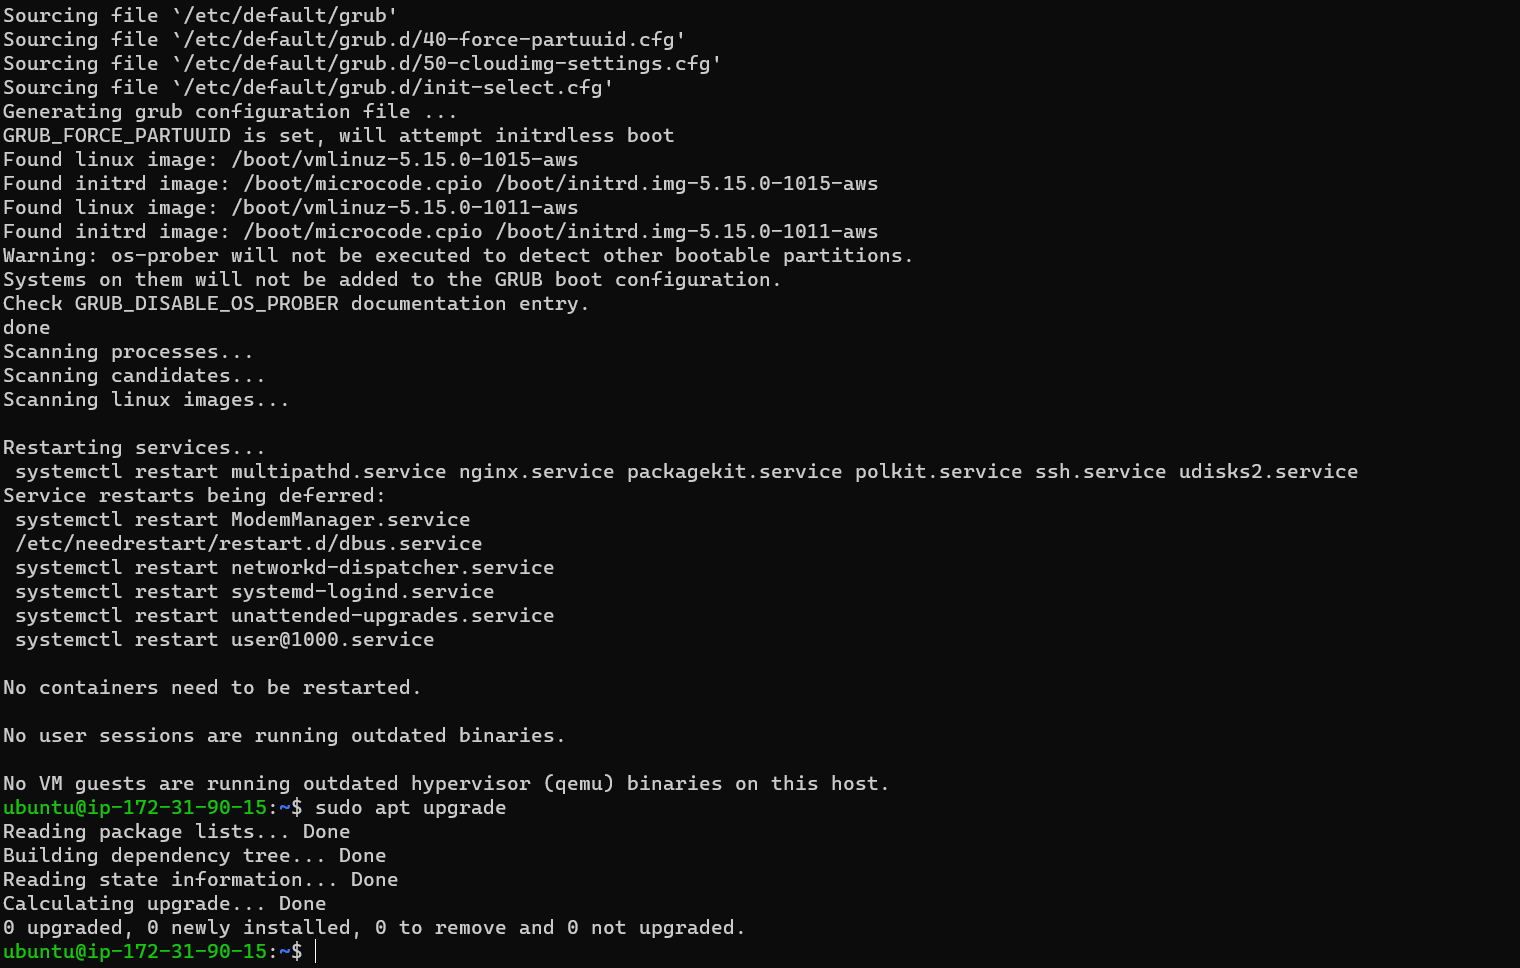 Sourcing file `/etc/default/grub'
Sourcing file `/etc/default/grub.d/40-force-partuuid.cfg'
Sourcing file `/etc/default/grub.d/50-cloudimg-settings.cfg'
Sourcing file `/etc/default/grub.d/init-select.cfg'
Generating grub configuration file ...
GRUB_FORCE_PARTUUID is set, will attempt initrdless boot
Found linux image: /boot/vmlinuz-5.15.0-1015-aws
Found initrd image: /boot/microcode.cpio /boot/initrd.img-5.15.0-1015-aws
Found linux image: /boot/vmlinuz-5.15.0-1011-aws
Found initrd image: /boot/microcode.cpio /boot/initrd.img-5.15.0-1011-aws
Warning: os-prober will not be executed to detect other bootable partitions.
Systems on them will not be added to the GRUB boot configuration.
Check GRUB_DISABLE_OS_PROBER documentation entry.
done
Scanning processes...
Scanning candidates...
Scanning linux images...

Restarting services...
 systemctl restart multipathd.service nginx.service packagekit.service polkit.service ssh.service udisks2.service
Service restarts being deferred:
 systemctl restart ModemManager.service
 /etc/needrestart/restart.d/dbus.service
 systemctl restart networkd-dispatcher.service
 systemctl restart systemd-logind.service
 systemctl restart unattended-upgrades.service
 systemctl restart user@1000.service

No containers need to be restarted.

No user sessions are running outdated binaries.

No VM guests are running outdated hypervisor (qemu) binaries on this host.
ubuntu@ip-172-31-90-15:~$ sudo apt upgrade
Reading package lists... Done
Building dependency tree... Done
Reading state information... Done
Calculating upgrade... Done
0 upgraded, 0 newly installed, 0 to remove and 0 not upgraded.
ubuntu@ip-172-31-90-15:~$